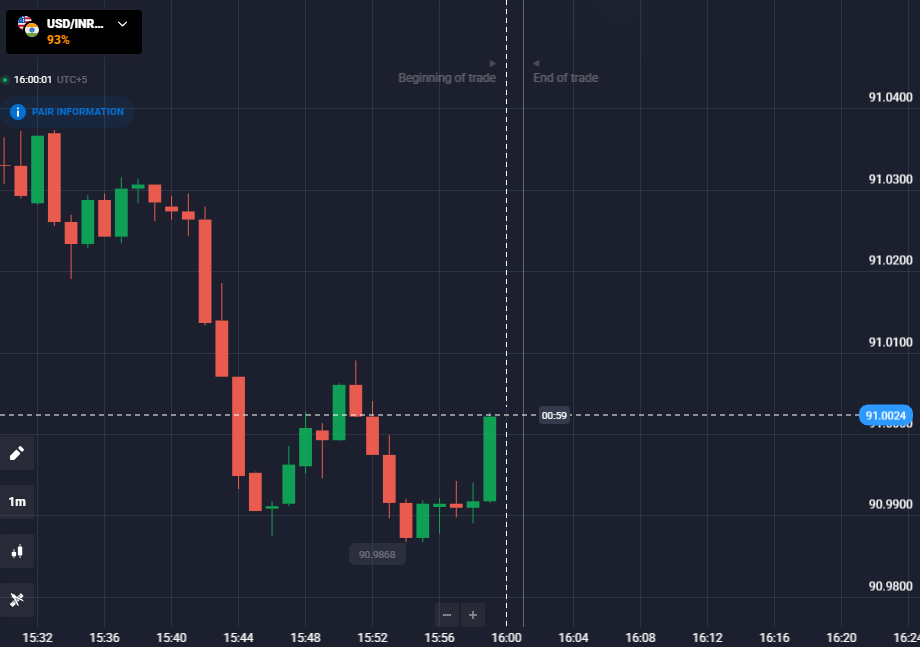 USD/INR...
93%
16:00:01 UTC+5
PAIR INFORMATION
Beginning of trade
End of trade
91.0400
91.0300
91.0200
91.0100
00:59
91.0024
90.9900
1m
90.9868
90.9800
15:32 15:36 15:40 15:44 15:48 15:52 15:56 16:00 16:04 16:08 16:12 16:16 16:20 16:24